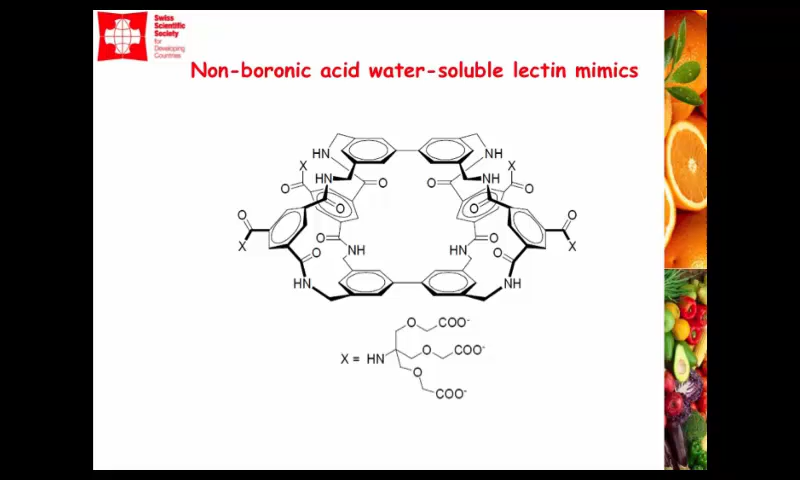 Swiss
Scientific
Society
for
Developing
Countries
Non-boronic acid water-soluble lectin mimics
HN NH
X X
HN NH
O O O O
O O
O O
X X
O O
NH NH
O O
HN NH
O COO-
X = HN O COO-
O
COO-